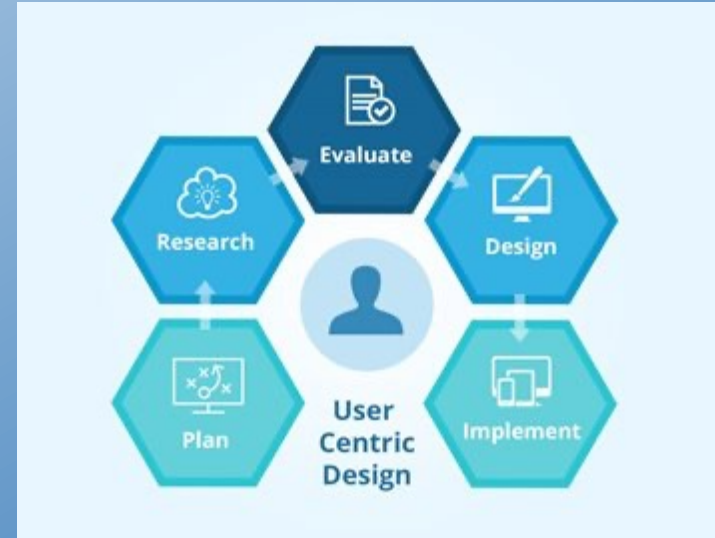 Evaluate
Research
Design
Plan
User
Centric
Design
Implement